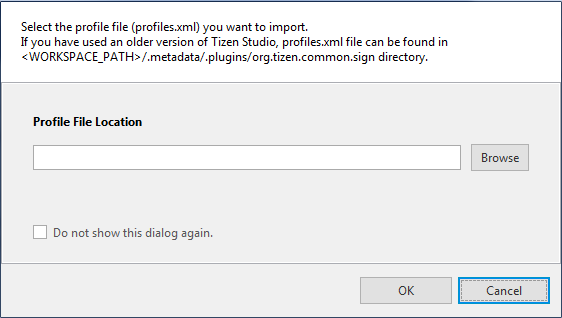 Select the profile file (profiles.xml) you want to import.
If you have used an older version of Tizen Studio, profiles.xml file can be found in
<WORKSPACE_PATH>/.metadata/.plugins/org.tizen.common.sign directory.
Profile File Location
Browse
Do not show this dialog again.
OK
Cancel